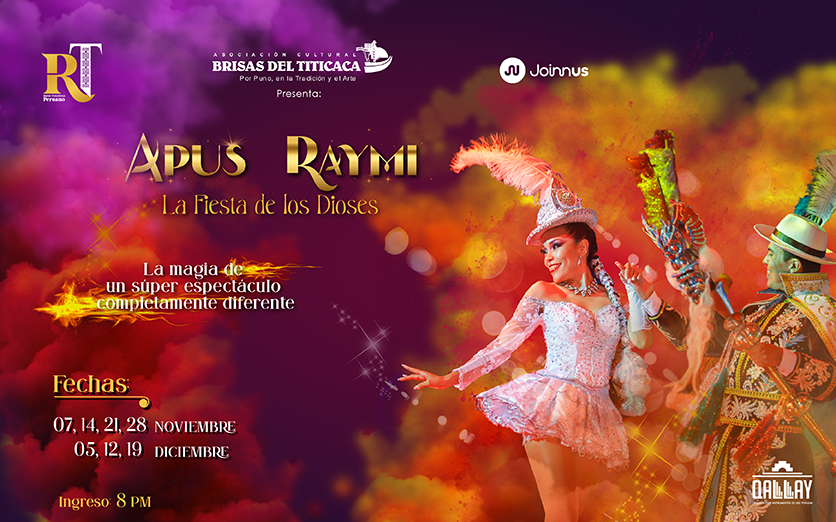 RT
Peruano
ASOCIACIÓN CULTURAL
BRISAS DEL TITICACA
Por Puno, en la Tradición y el Arte
Presenta:
Joinnus
APUS RAYMI
La Fiesta de los Dioses
La magia de
un súper espectáculo
completamente diferente
Fechas:
07, 14, 21, 28 NOVIEMBRE
05, 12, 19 DICIEMBRE
Ingreso: 8 PM
QALLAY